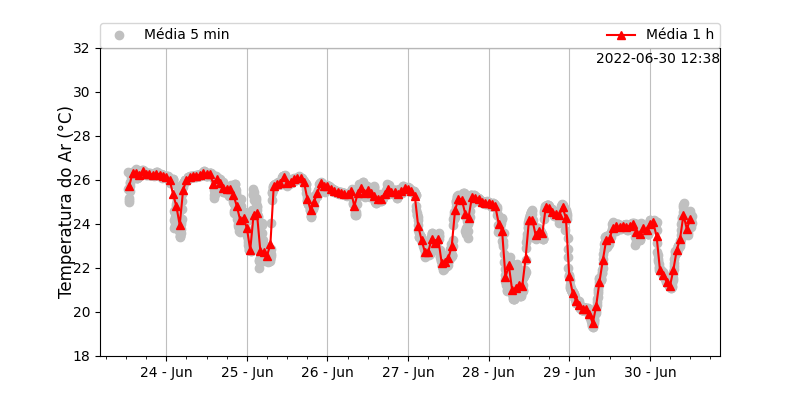 Média 5 min
Média 1 h
2022-06-30 12:38
Temperatura do Ar (°C)
32
30
28
26
24
22
20
18
24 - Jun
25 - Jun
26 - Jun
27 - Jun
28 - Jun
29 - Jun
30 - Jun